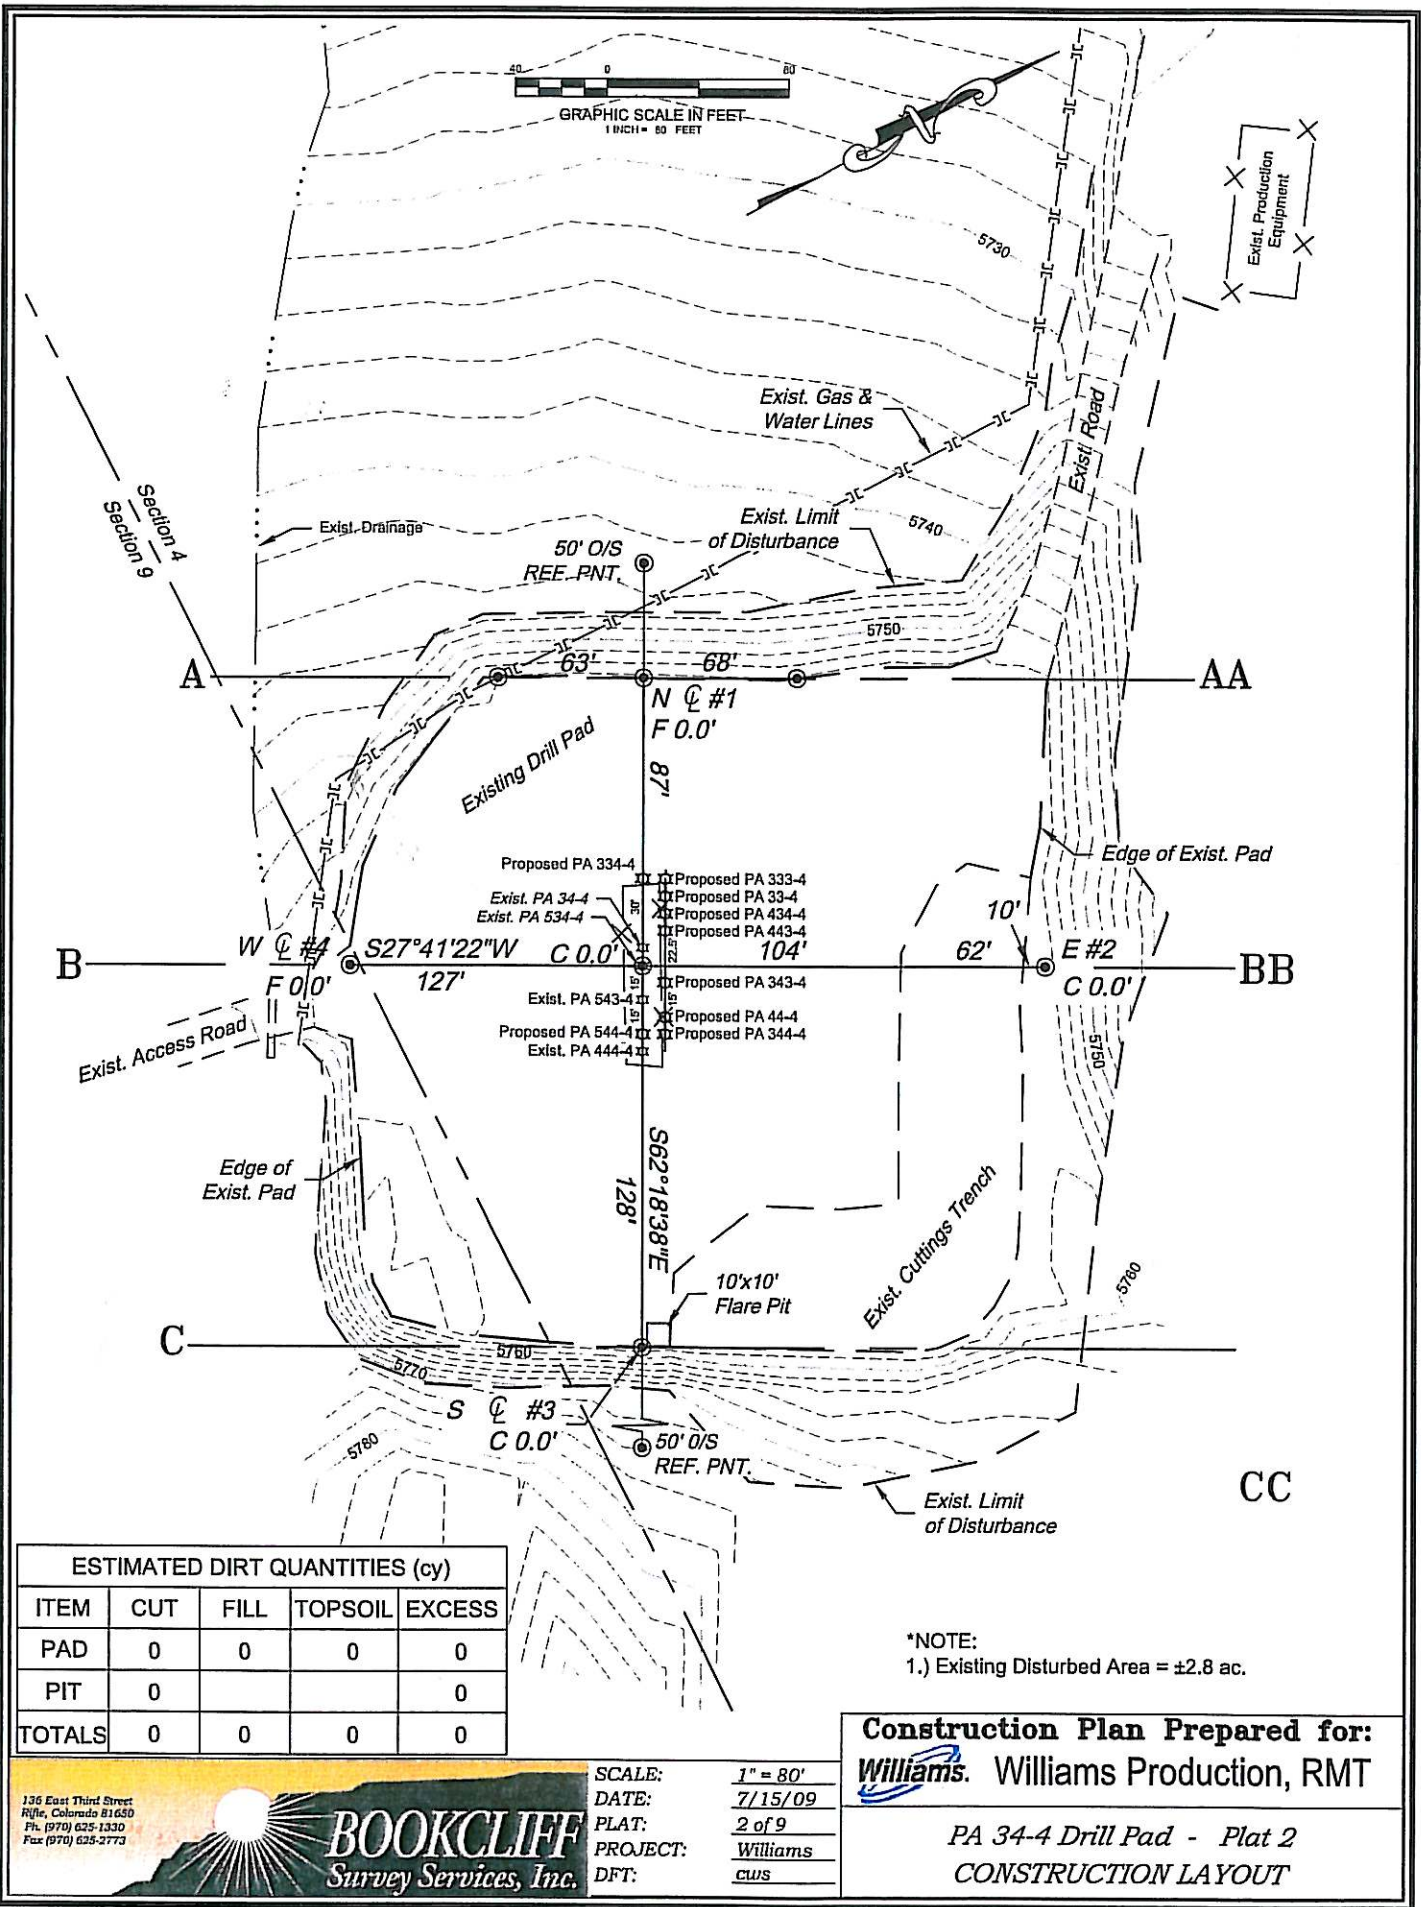 40 0 80
GRAPHIC SCALE IN FEET
1 INCH = 80 FEET
N
Exist. Production
Equipment
5730
Exist. Gas &
Water Lines
Existi Road
Section 4
Section 9
Exist. Drainage
Exist. Limit
of Disturbance
5740
50' O/S
REF. PNT.
5750
A
63'
68'
AA
N ℄ #1
F 0.0'
Existing Drill Pad
87'
Edge of Exist. Pad
Proposed PA 334-4
Proposed PA 333-4
Proposed PA 33-4
Exist. PA 34-4
30'
Proposed PA 434-4
Exist. PA 534-4
Proposed PA 443-4
10'
B
W ℄ #4
S27°41'22"W
C 0.0'
22.5'
104'
62'
E #2
BB
F 0.0'
127'
15'
Proposed PA 343-4
C 0.0'
Exist. PA 543-4
15'
15'
Proposed PA 44-4
Proposed PA 544-4
Proposed PA 344-4
Exist. PA 444-4
Exist. Access Road
5750
Edge of
Exist. Pad
S62°18'38"E
128'
Exist. Cuttings Trench
10'x10'
Flare Pit
5760
C
5760
5770
S ℄ #3
C 0.0'
5780
50' O/S
REF. PNT.
CC
Exist. Limit
of Disturbance
ESTIMATED DIRT QUANTITIES (cy)
ITEM CUT FILL TOPSOIL EXCESS
PAD 0 0 0 0
PIT 0 0
TOTALS 0 0 0 0
*NOTE:
1.) Existing Disturbed Area = ±2.8 ac.
136 East Third Street
Rifle, Colorado 81650
Ph. (970) 625-1330
Fax (970) 625-2773
BOOKCLIFF
Survey Services, Inc.
SCALE: 1" = 80'
DATE: 7/15/09
PLAT: 2 of 9
PROJECT: Williams
DFT: cws
Construction Plan Prepared for:
Williams. Williams Production, RMT
PA 34-4 Drill Pad - Plat 2
CONSTRUCTION LAYOUT